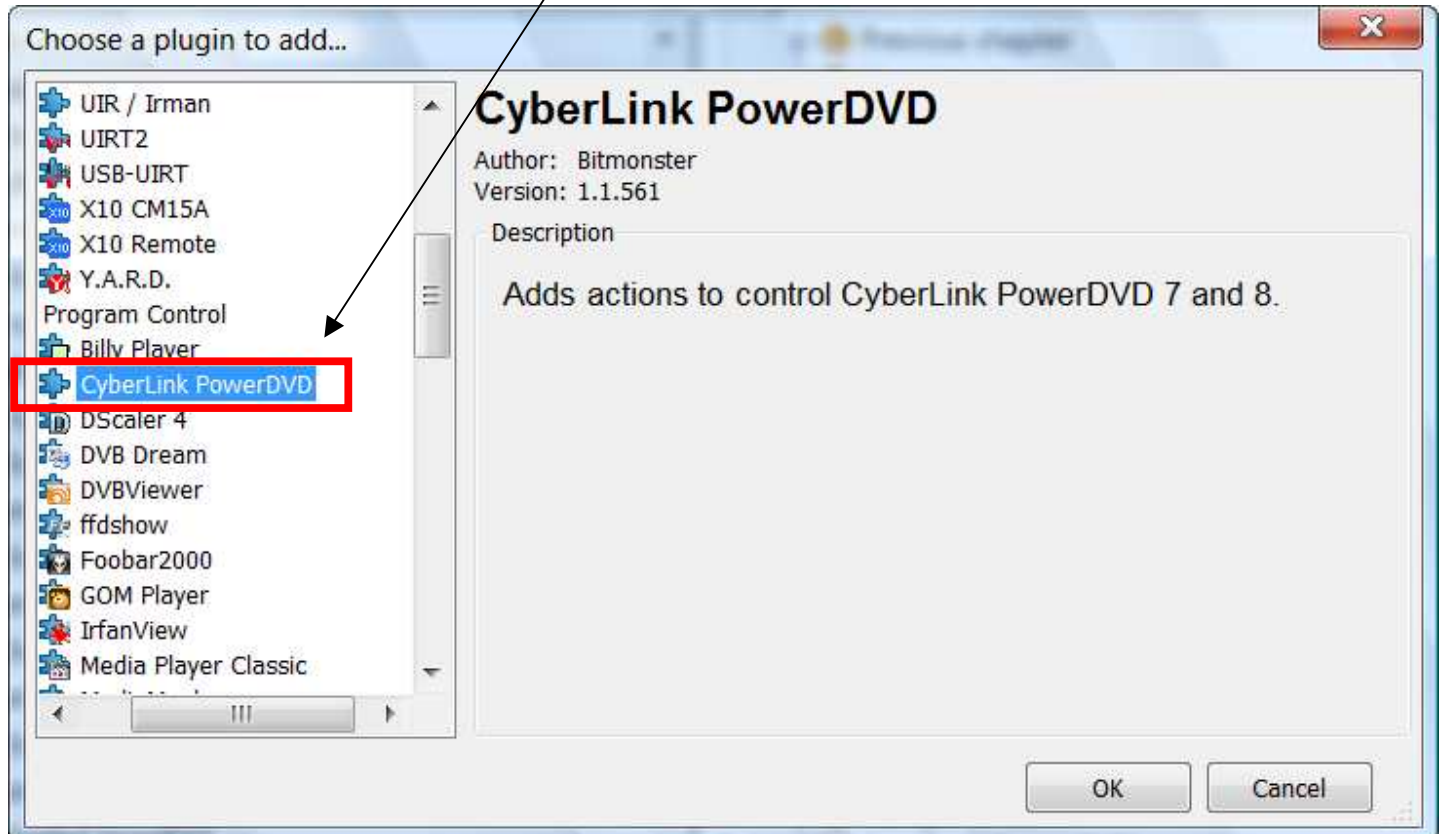 Choose a plugin to add...
UIR / Irman
UIRT2
USB-UIRT
X10 CM15A
X10 Remote
Y.A.R.D.
Program Control
Billy Player
CyberLink PowerDVD
DScaler 4
DVB Dream
DVBViewer
ffdshow
Foobar2000
GOM Player
IrfanView
Media Player Classic
CyberLink PowerDVD
Author: Bitmonster
Version: 1.1.561
Description
Adds actions to control CyberLink PowerDVD 7 and 8.
OK
Cancel